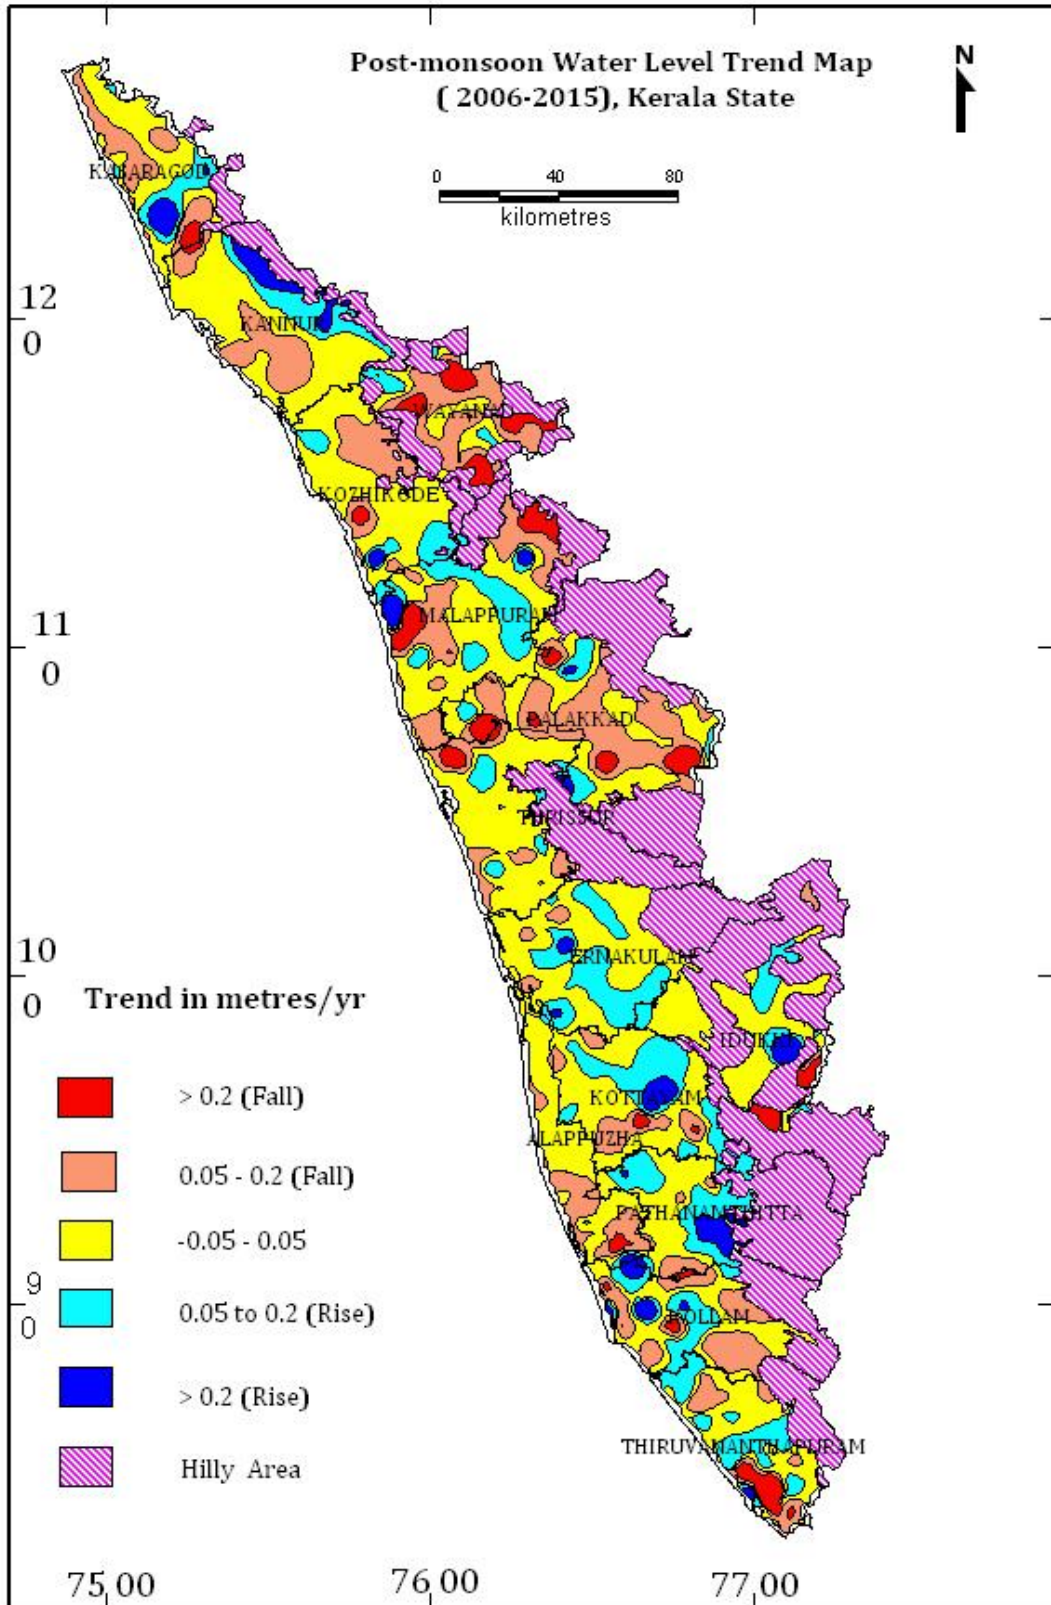 Post-monsoon Water Level Trend Map
( 2006-2015), Kerala State
N
0 40 80
kilometres
KASARAGOD
12
0
KANNUR
WAYANAD
KOZHIKODE
11
0
MALAPPURAM
PALAKKAD
THRISSUR
10
0
ERNAKULAM
Trend in metres/yr
IDUKKI
> 0.2 (Fall)
KOTTAYAM
ALAPPUZHA
0.05 - 0.2 (Fall)
PATHANAMTHITTA
-0.05 - 0.05
9
0
0.05 to 0.2 (Rise)
KOLLAM
> 0.2 (Rise)
THIRUVANANTHAPURAM
Hilly Area
75 00 76 00 77 00